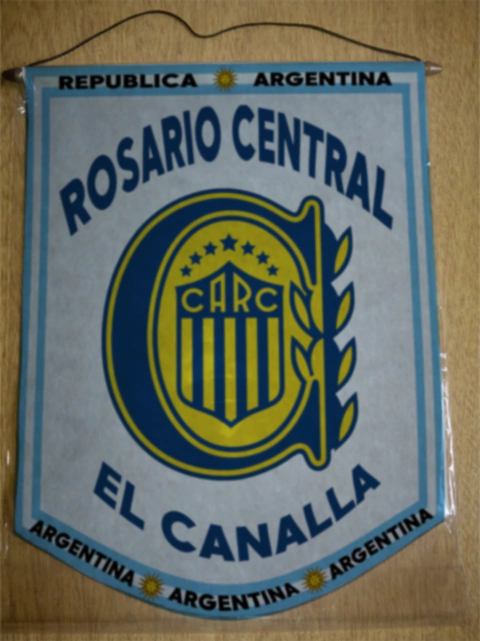 REPUBLICA ARGENTINA
ROSARIO CENTRAL
CARC
EL CANALLA
ARGENTINA ARGENTINA ARGENTINA